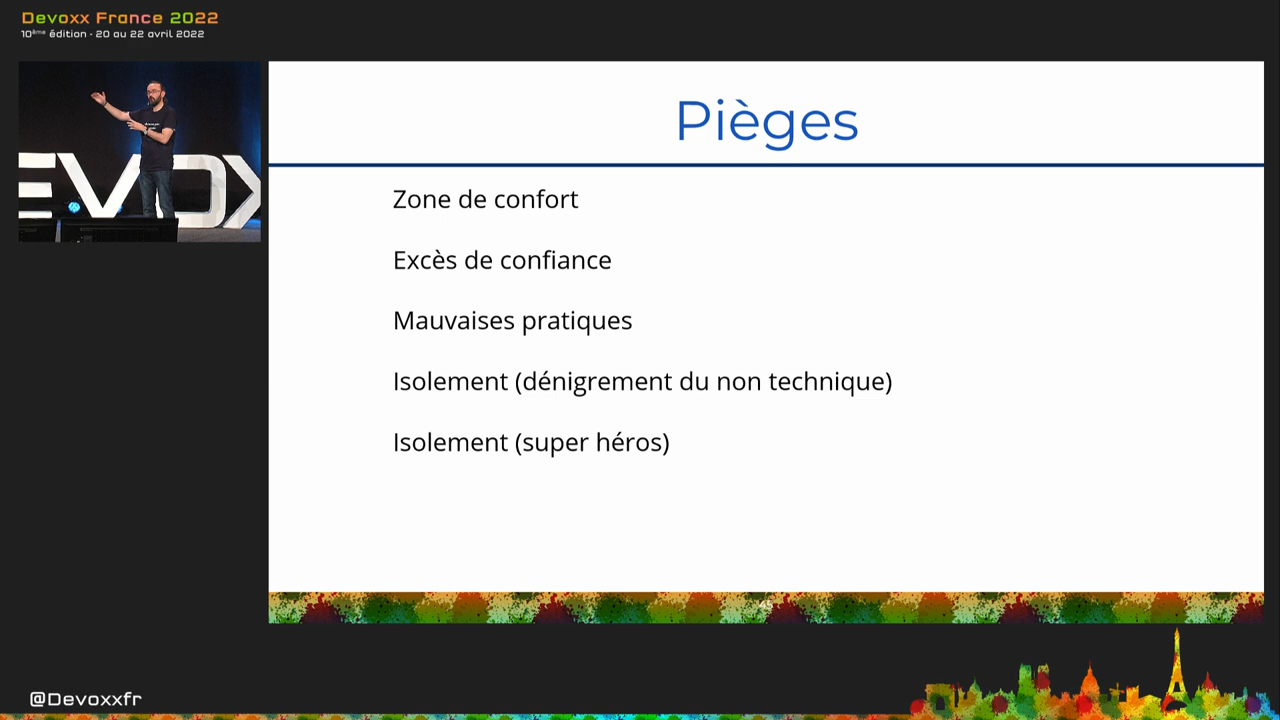 Devoxx France 2022
10ème édition - 20 au 22 avril 2022
EVOX
Pièges
Zone de confort
Excès de confiance
Mauvaises pratiques
Isolement (dénigrement du non technique)
Isolement (super héros)
@Devoxxfr